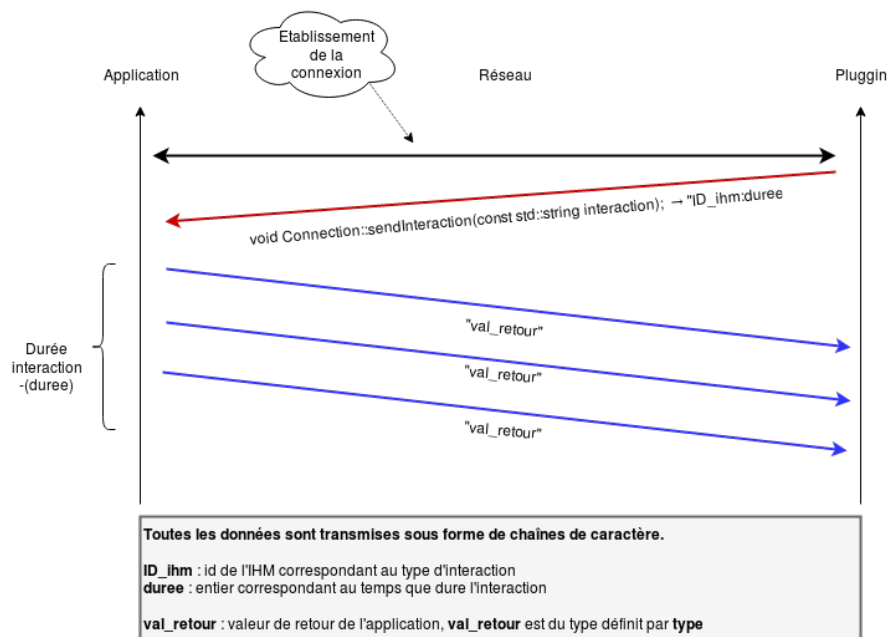 Etablissement
de la
connexion
Application
Réseau
Pluggin
void Connection::sendInteraction(const std::string interaction); → "ID_ihm:duree
"val_retour"
"val_retour"
"val_retour"
Durée
interaction
-(duree)
Toutes les données sont transmises sous forme de chaînes de caractère.
ID_ihm : id de l'IHM correspondant au type d'interaction
duree : entier correspondant au temps que dure l'interaction
val_retour : valeur de retour de l'application, val_retour est du type définit par type